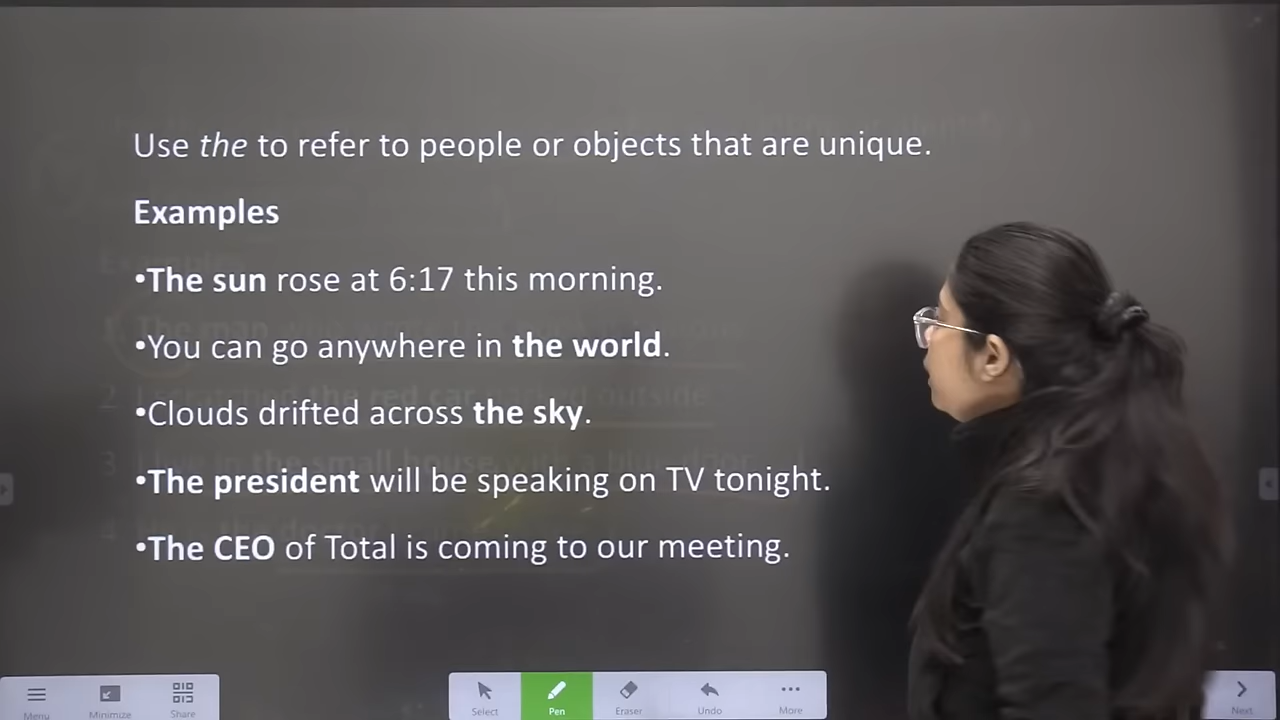 Use the to refer to people or objects that are unique.
Examples
•The sun rose at 6:17 this morning.
•You can go anywhere in the world.
•Clouds drifted across the sky.
•The president will be speaking on TV tonight.
•The CEO of Total is coming to our meeting.
Menu Minimize Share Select Pen Eraser Undo More Next